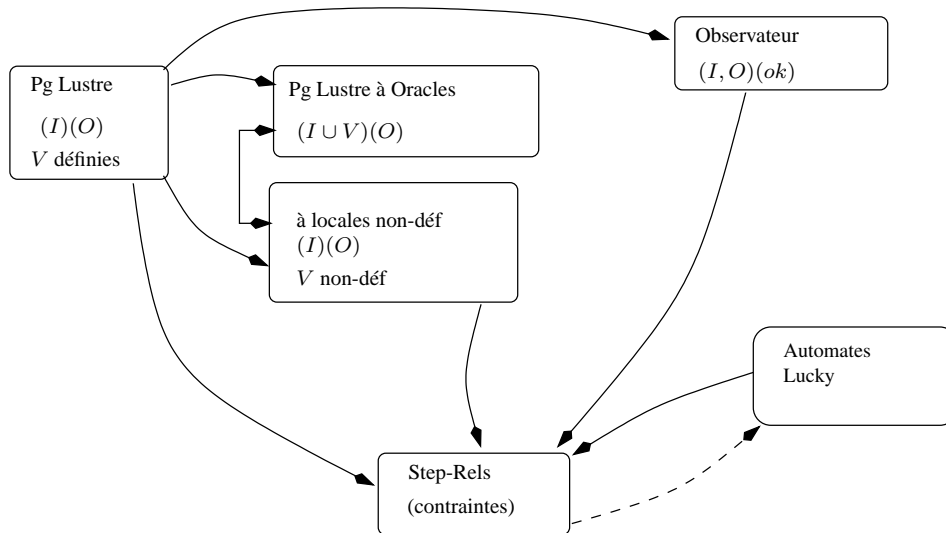 Observateur
(I, O)(ok)
Pg Lustre
(I)(O)
V définies
Pg Lustre à Oracles
(I ∪ V)(O)
à locales non-déf
(I)(O)
V non-déf
Automates
Lucky
Step-Rels
(contraintes)